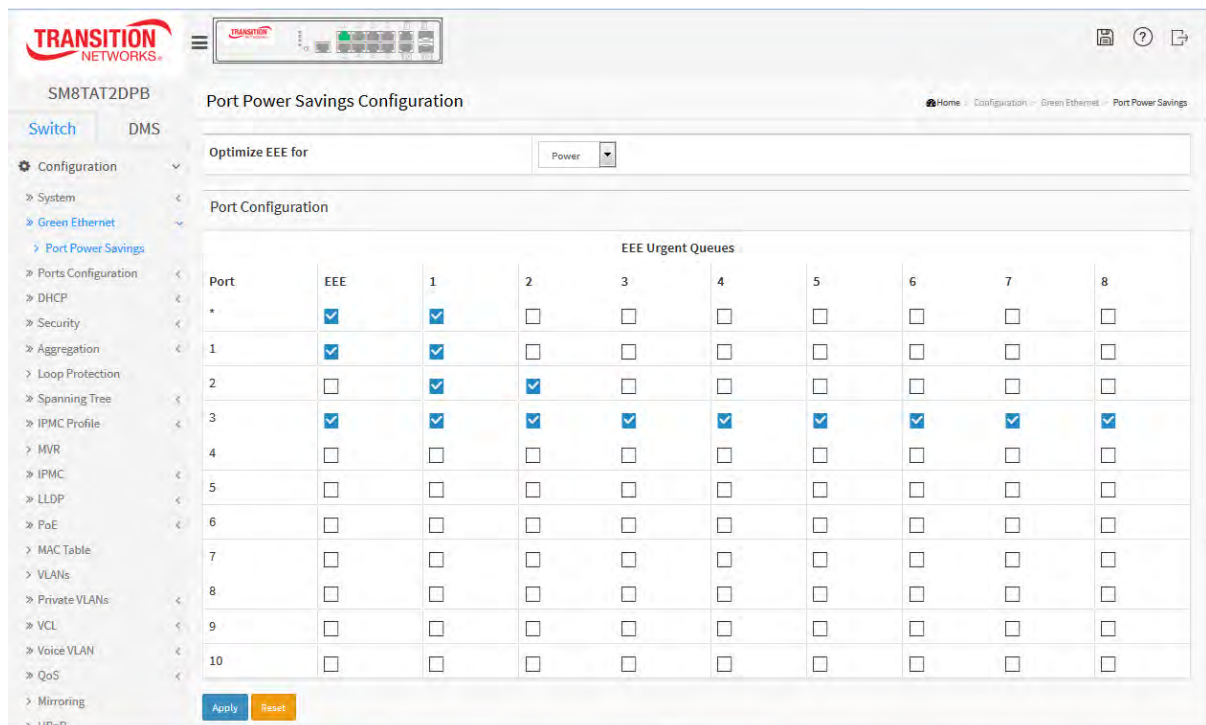 TRANSITION
NETWORKS®
TRANSITION
SM8TAT2DPB
Switch DMS
Configuration
System
Green Ethernet
Port Power Savings
Ports Configuration
DHCP
Security
Aggregation
Loop Protection
Spanning Tree
IPMC Profile
MVR
IPMC
LLDP
PoE
MAC Table
VLANs
Private VLANs
VCL
Voice VLAN
QoS
Mirroring
Port Power Savings Configuration
Home Configuration Green Ethernet Port Power Savings
Optimize EEE for Power
Port Configuration
EEE Urgent Queues
Port EEE 1 2 3 4 5 6 7 8
*
1
2
3
4
5
6
7
8
9
10
Apply Reset